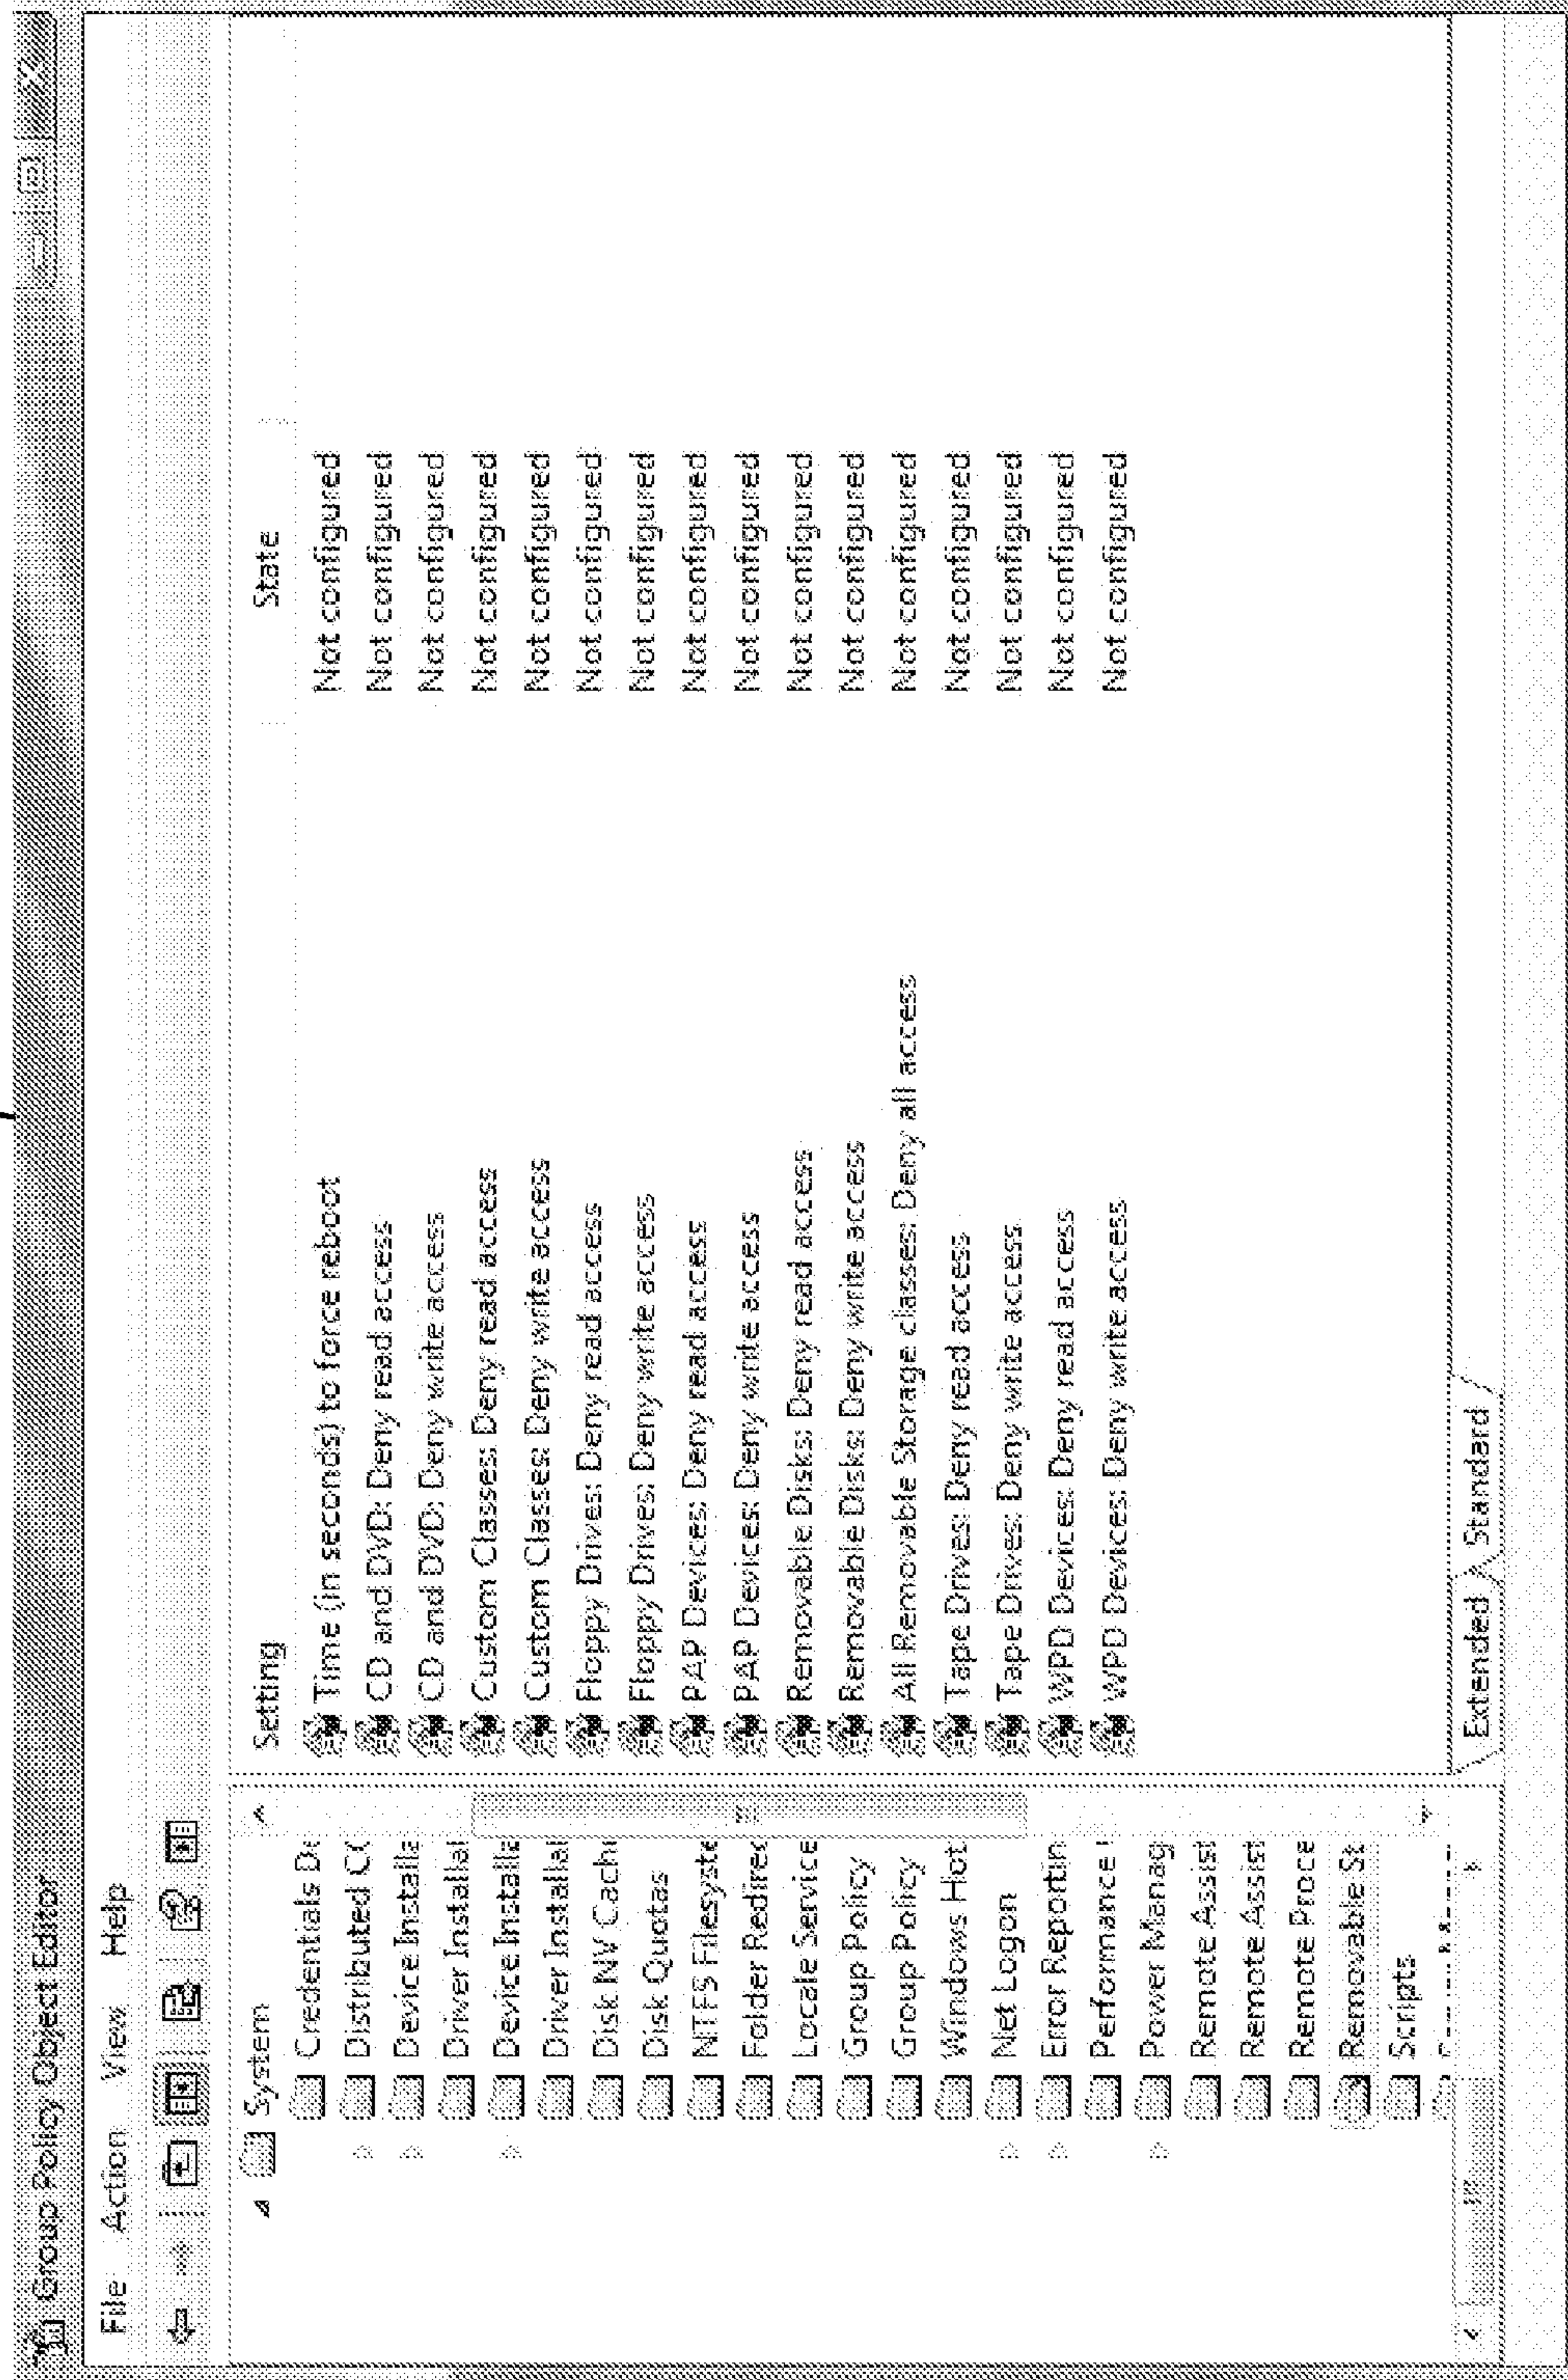 Group Policy Object Editor
File Action View Help
System
Credentials De
Distributed CO
Device Installa
Driver Installat
Device Installa
Driver Installat
Disk NV Cache
Disk Quotas
NTFS Filesyste
Folder Redirec
Locale Service
Group Policy
Group Policy
Windows Hot
Net Logon
Error Reportin
Performance
Power Manag
Remote Assist
Remote Assist
Remote Proce
Removable St
Scripts
Setting State
Time (in seconds) to force reboot Not configured
CD and DVD: Deny read access Not configured
CD and DVD: Deny write access Not configured
Custom Classes: Deny read access Not configured
Custom Classes: Deny write access Not configured
Floppy Drives: Deny read access Not configured
Floppy Drives: Deny write access Not configured
PAP Devices: Deny read access Not configured
PAP Devices: Deny write access Not configured
Removable Disks: Deny read access Not configured
Removable Disks: Deny write access Not configured
All Removable Storage classes: Deny all access Not configured
Tape Drives: Deny read access Not configured
Tape Drives: Deny write access Not configured
WPD Devices: Deny read access Not configured
WPD Devices: Deny write access Not configured
Extended Standard